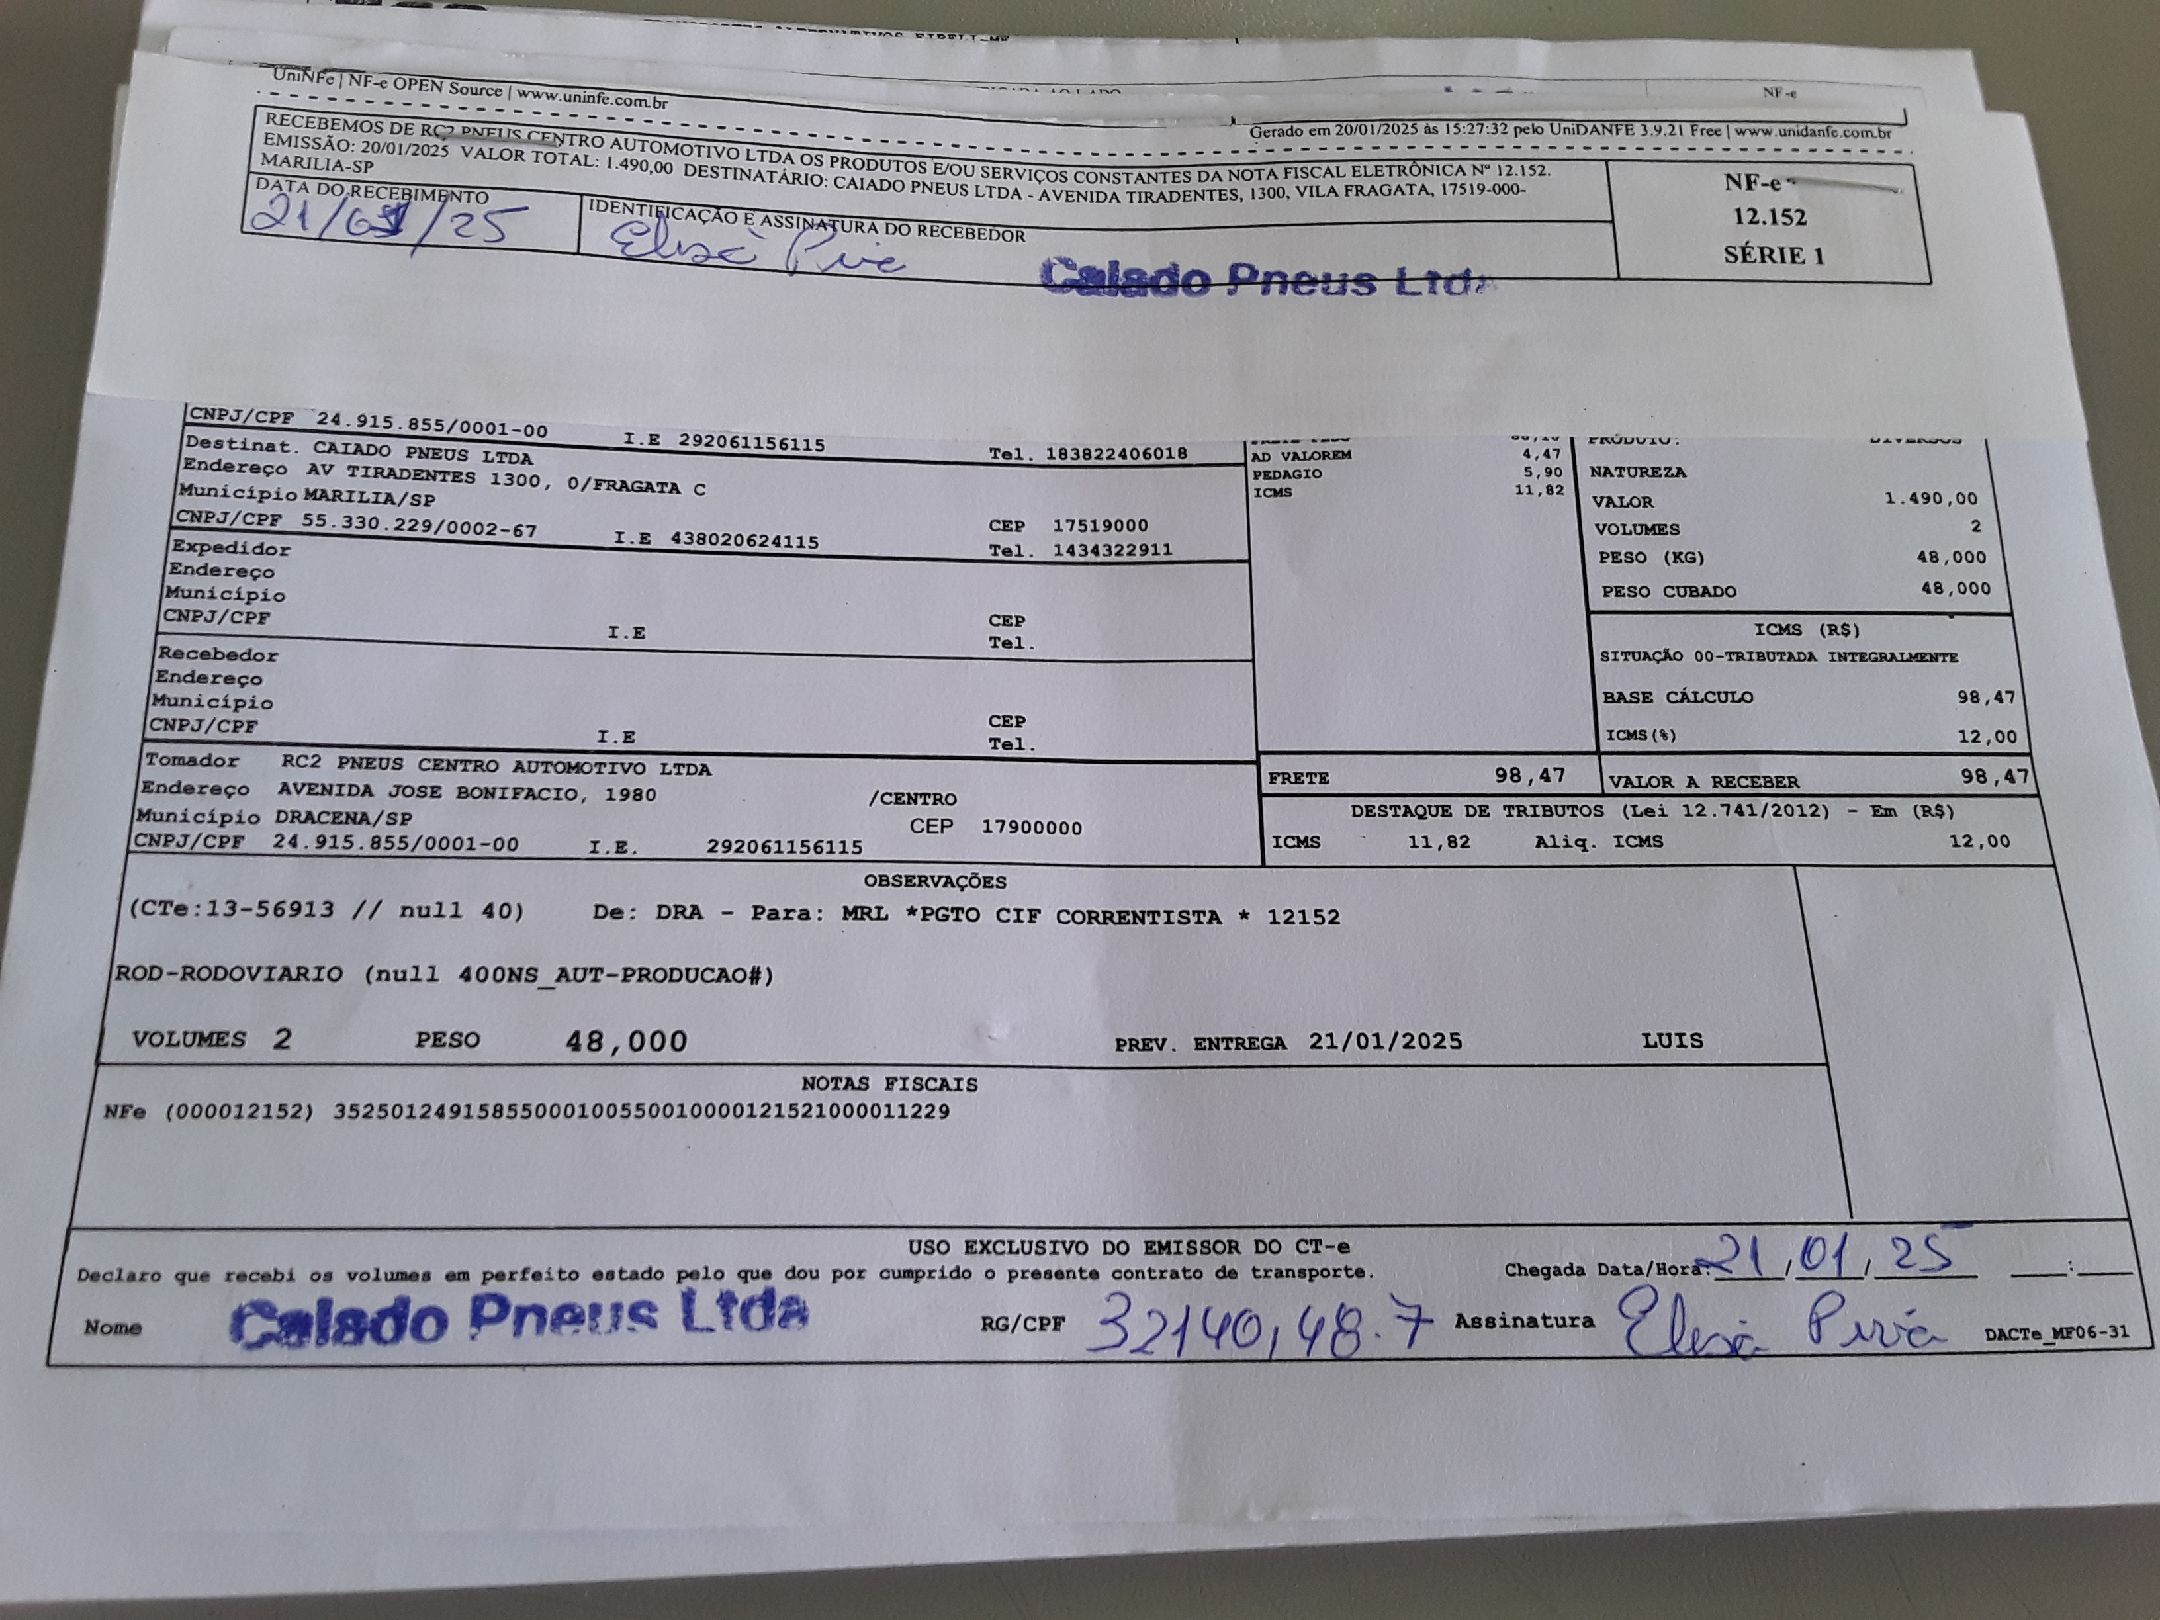 NF-e
UniNFe | NF-e OPEN Source | www.uninfe.com.br
Gerado em 20/01/2025 às 15:27:32 pelo UniDANFE 3.9.21 Free | www.unidanfe.com.br
RECEBEMOS DE RC2 PNEUS CENTRO AUTOMOTIVO LTDA OS PRODUTOS E/OU SERVIÇOS CONSTANTES DA NOTA FISCAL ELETRÔNICA Nº 12.152.
EMISSÃO: 20/01/2025 VALOR TOTAL: 1.490,00 DESTINATÁRIO: CAIADO PNEUS LTDA - AVENIDA TIRADENTES, 1300, VILA FRAGATA, 17519-000-
MARILIA-SP
NF-e
12.152
SÉRIE 1
DATA DO RECEBIMENTO
21/01/25
IDENTIFICAÇÃO E ASSINATURA DO RECEBEDOR
Caiado Pneus Ltda
CNPJ/CPF 24.915.855/0001-00 I.E 292061156115 Tel. 183822406018
Destinat. CAIADO PNEUS LTDA
Endereço AV TIRADENTES 1300, 0/FRAGATA C
Município MARILIA/SP CEP 17519000
CNPJ/CPF 55.330.229/0002-67 I.E 438020624115 Tel. 1434322911
Expedidor
Endereço
Município CEP
CNPJ/CPF I.E Tel.
Recebedor
Endereço
Município CEP
CNPJ/CPF I.E Tel.
Tomador RC2 PNEUS CENTRO AUTOMOTIVO LTDA
Endereço AVENIDA JOSE BONIFACIO, 1980 /CENTRO
Município DRACENA/SP CEP 17900000
CNPJ/CPF 24.915.855/0001-00 I.E. 292061156115
AD VALOREM 4,47
PEDAGIO 5,90
ICMS 11,82
FRETE 98,47
PRODUTO: DIVERSOS
NATUREZA
VALOR 1.490,00
VOLUMES 2
PESO (KG) 48,000
PESO CUBADO 48,000
ICMS (R$)
SITUAÇÃO 00-TRIBUTADA INTEGRALMENTE
BASE CÁLCULO 98,47
ICMS(%) 12,00
VALOR A RECEBER 98,47
DESTAQUE DE TRIBUTOS (Lei 12.741/2012) - Em (R$)
ICMS 11,82 Aliq. ICMS 12,00
OBSERVAÇÕES
(CTe:13-56913 // null 40) De: DRA - Para: MRL *PGTO CIF CORRENTISTA * 12152
ROD-RODOVIARIO (null 400NS_AUT-PRODUCAO#)
VOLUMES 2 PESO 48,000 PREV. ENTREGA 21/01/2025 LUIS
NOTAS FISCAIS
NFe (000012152) 35250124915855000100550010000121521000011229
USO EXCLUSIVO DO EMISSOR DO CT-e
Declaro que recebi os volumes em perfeito estado pelo que dou por cumprido o presente contrato de transporte. Chegada Data/Hora: 21/01/25 :
Nome Caiado Pneus Ltda RG/CPF 32140,48.7 Assinatura DACTe_MF06-31